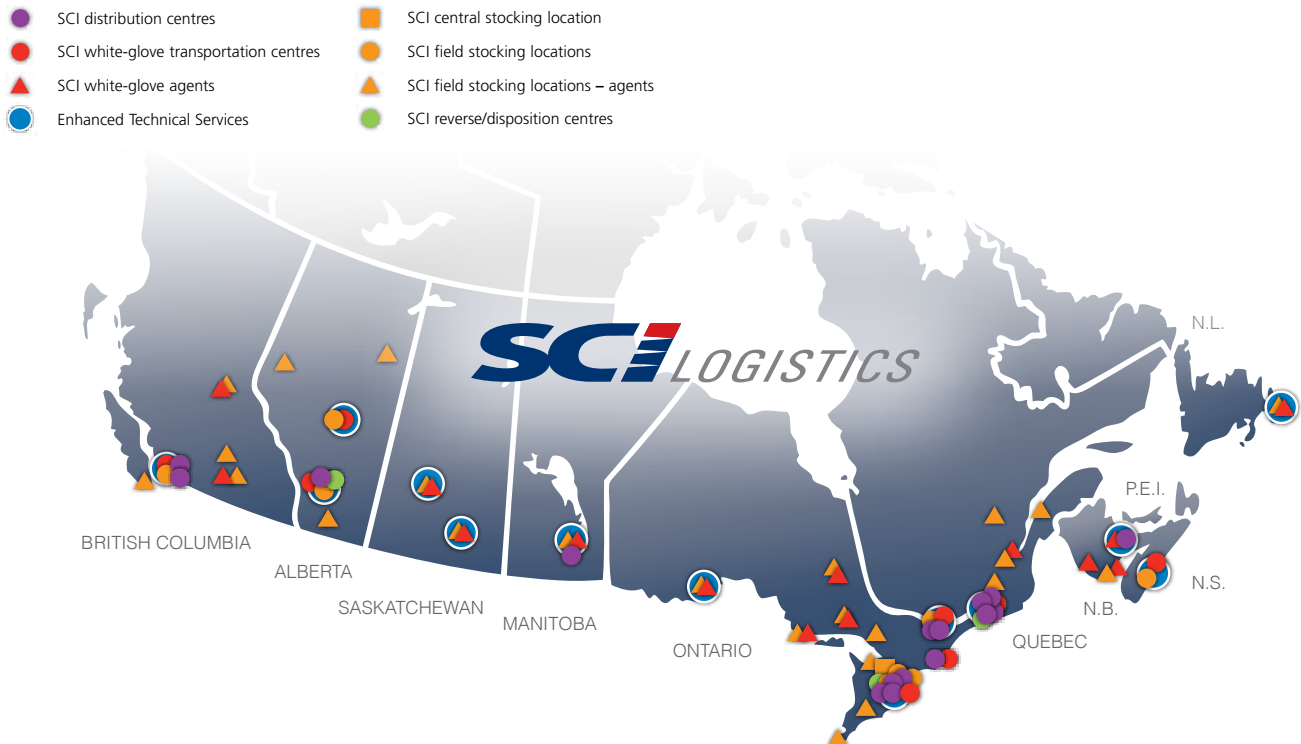 SCI distribution centres
SCI white-glove transportation centres
SCI white-glove agents
Enhanced Technical Services
SCI central stocking location
SCI field stocking locations
SCI field stocking locations – agents
SCI reverse/disposition centres
N.L.
SCI LOGISTICS
P.E.I.
BRITISH COLUMBIA
ALBERTA
N.S.
SASKATCHEWAN
N.B.
MANITOBA
QUEBEC
ONTARIO